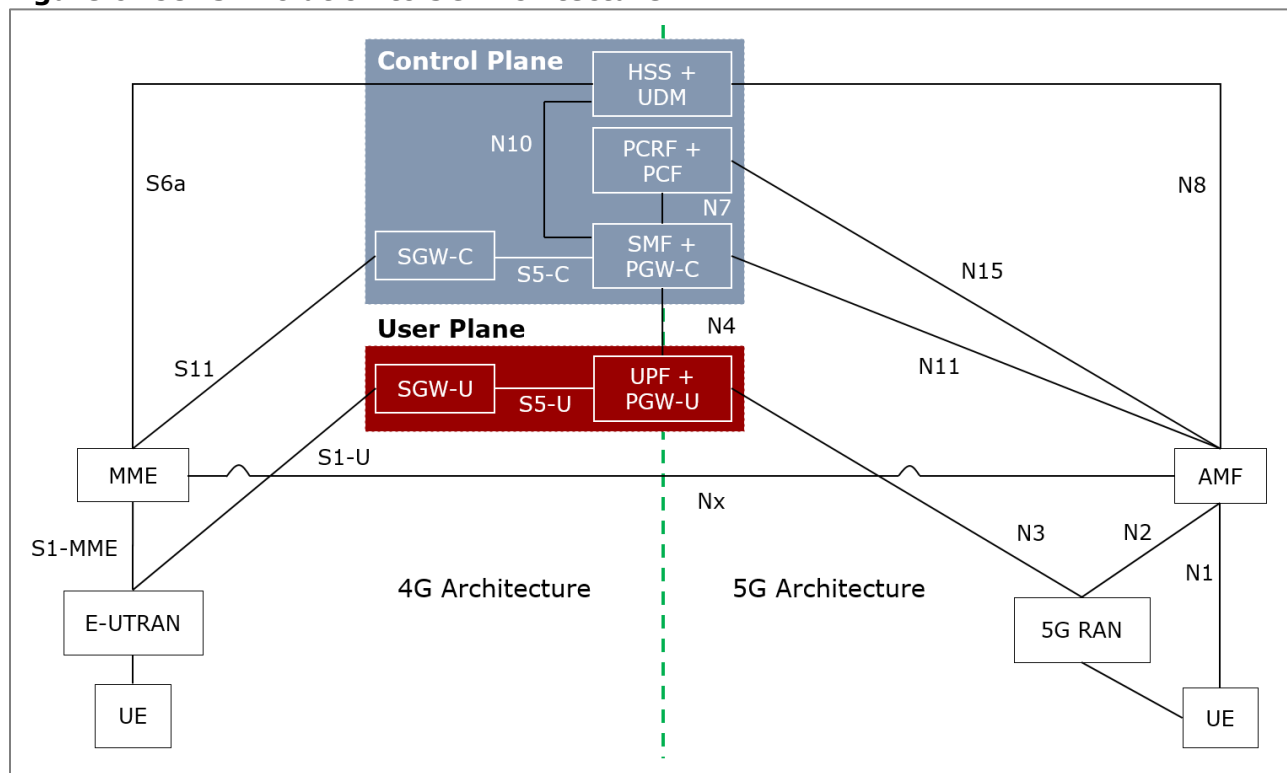 Control Plane
HSS +
UDM
N10
PCRF +
PCF
S6a
N8
N7
SGW-C
S5-C
SMF +
PGW-C
N15
User Plane
N4
S11
N11
SGW-U
S5-U
UPF +
PGW-U
S1-U
MME
AMF
Nx
S1-MME
N3
N2
N1
4G Architecture
5G Architecture
E-UTRAN
5G RAN
UE
UE